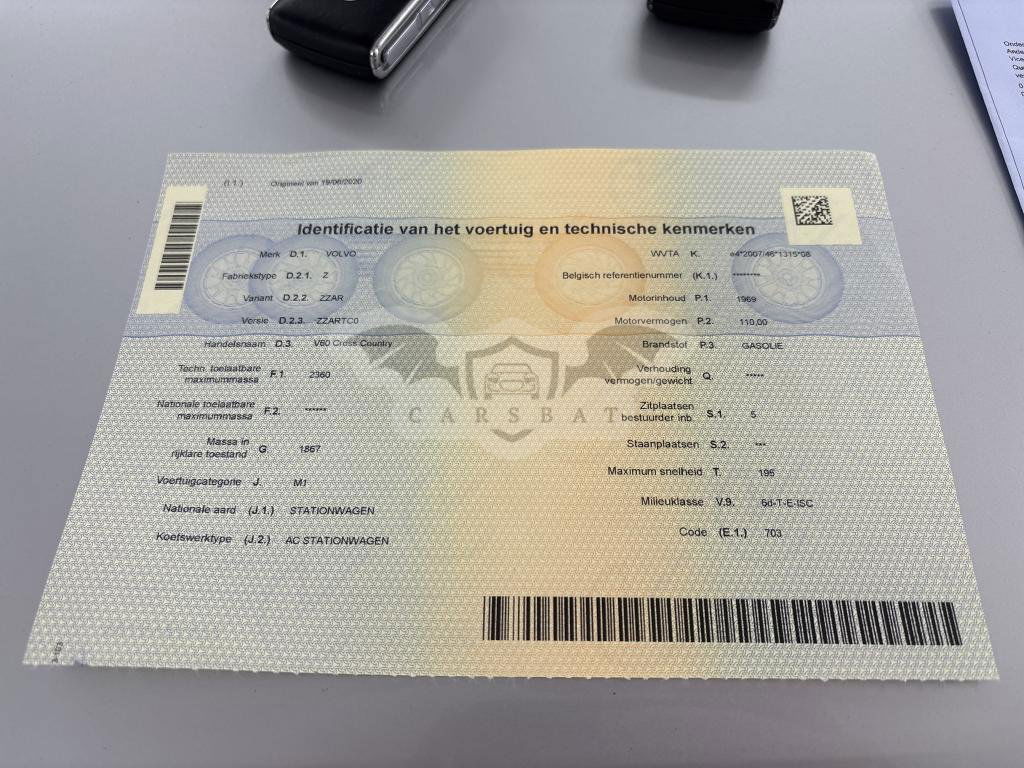 (I.1.) Origineel van 19/06/2020
Identificatie van het voertuig en technische kenmerken
Merk D.1. VOLVO
Fabriekstype D.2.1. Z
Variant D.2.2. ZZAR
Versie D.2.3. ZZARTC0
Handelsnaam D.3. V60 Cross Country
Techn. toelaatbare
maximummassa F.1. 2360
Nationale toelaatbare
maximummassa F.2. ******
Massa in
rijklare toestand G. 1867
Voertuigcategorie J. M1
Nationale aard (J.1.) STATIONWAGEN
Koetswerktype (J.2.) AC STATIONWAGEN
WVTA K. e4*2007/46*1315*08
Belgisch referentienummer (K.1.) ********
Motorinhoud P.1. 1969
Motorvermogen P.2. 110,00
Brandstof P.3. GASOLIE
Verhouding
vermogen/gewicht Q. *****
Zitplaatsen
bestuurder inb. S.1. 5
Staanplaatsen S.2. ***
Maximum snelheid T. 195
Milieuklasse V.9. 6d-T-E-ISC
Code (E.1.) 703
CARSBAT